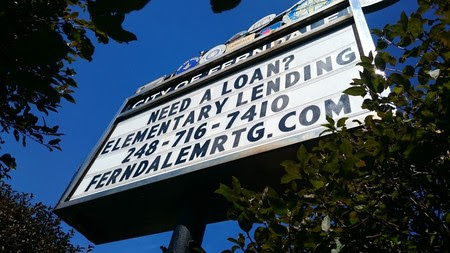 CITY OF FERNDALE
NEED A LOAN?
ELEMENTARY LENDING
248-716-7410
FERNDALEMRTG.COM